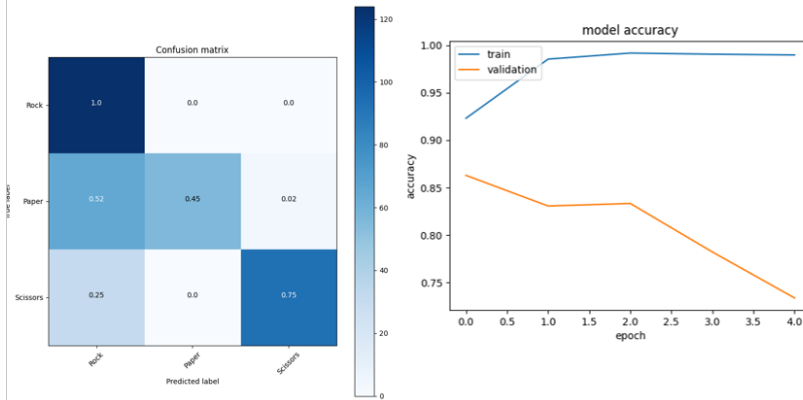 Confusion matrix
Rock
Paper
Scissors
1.0 0.0 0.0
0.52 0.45 0.02
0.25 0.0 0.75
Rock Paper Scissors
Predicted label
120
100
80
60
40
20
0
model accuracy
train
validation
accuracy
1.00
0.95
0.90
0.85
0.80
0.75
0.0 0.5 1.0 1.5 2.0 2.5 3.0 3.5 4.0
epoch